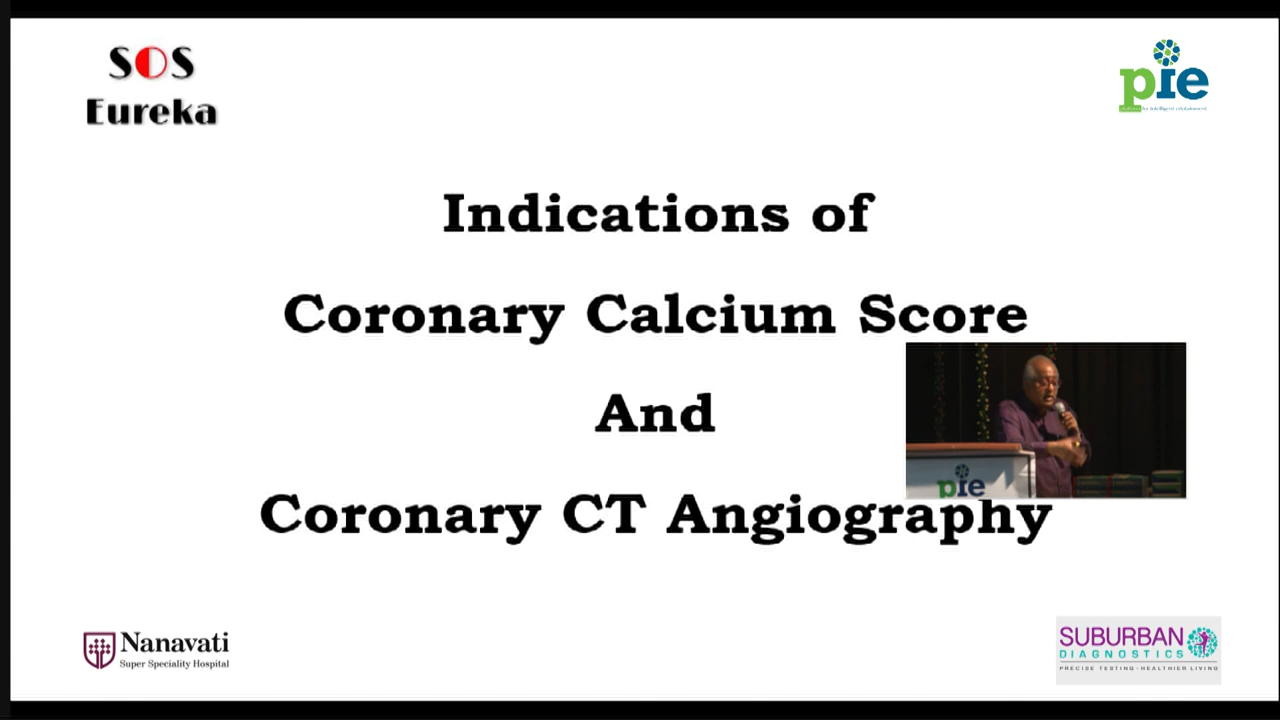 SOS
Eureka
pie
Indications of
Coronary Calcium Score
And
Coronary CT Angiography
pie
Nanavati
Super Speciality Hospital
SUBURBAN
DIAGNOSTICS
PRECISE TESTING-HEALTHIER LIVING